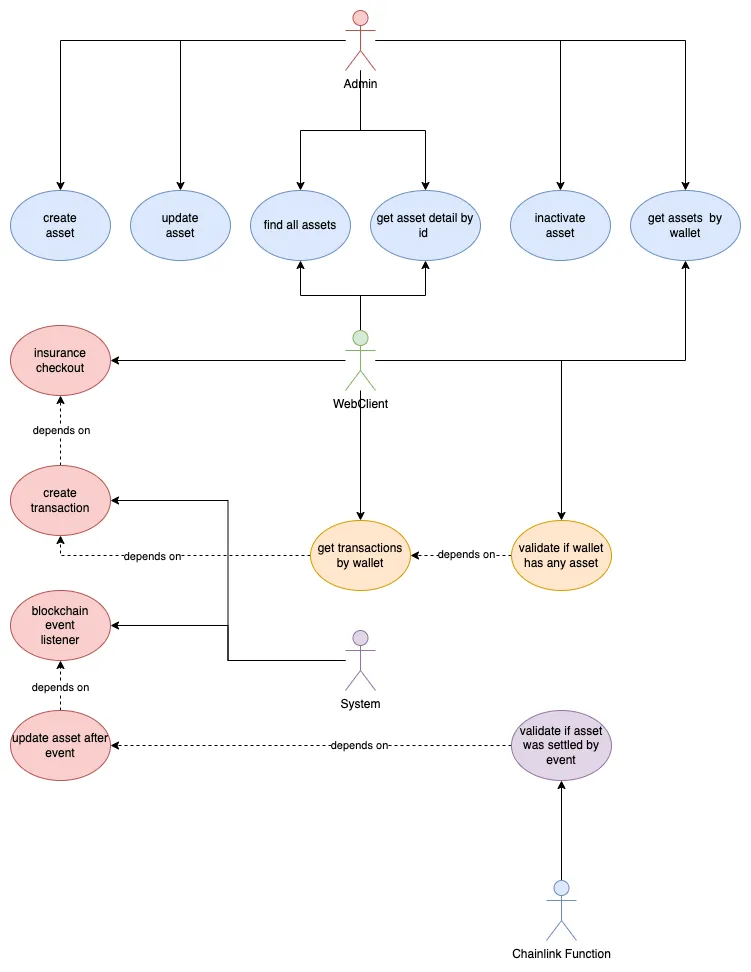 Admin
create
asset
update
asset
find all assets
get asset detail by
id
inactivate
asset
get assets  by
wallet
insurance
checkout
WebClient
depends on
create
transaction
depends on
get transactions
by wallet
depends on
validate if wallet
has any asset
blockchain
event
listener
System
depends on
update asset after
event
depends on
validate if asset
was settled by
event
Chainlink Function